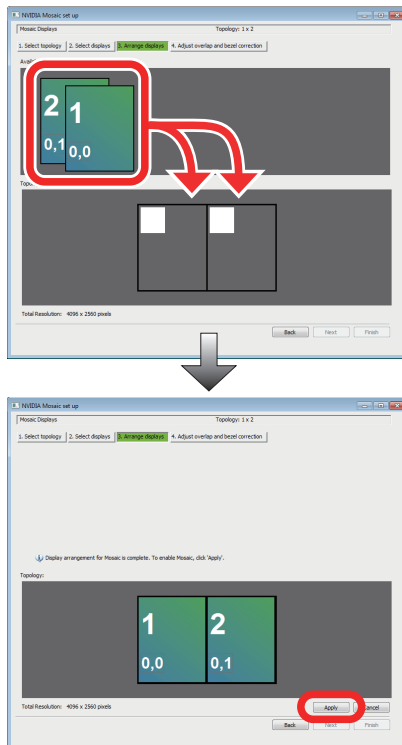 NVIDIA Mosaic set up
Mosaic Displays Topology: 1 x 2
1. Select topology 2. Select displays 3. Arrange displays 4. Adjust overlap and bezel correction
2 1
0,1 0,0
Total Resolution: 4096 x 2560 pixels
Back Next Finish
NVIDIA Mosaic set up
Mosaic Displays Topology: 1 x 2
1. Select topology 2. Select displays 3. Arrange displays 4. Adjust overlap and bezel correction
Display arrangement for Mosaic is complete. To enable Mosaic, click 'Apply'.
Topology:
1 2
0,0 0,1
Total Resolution: 4096 x 2560 pixels
Apply Cancel
Back Next Finish